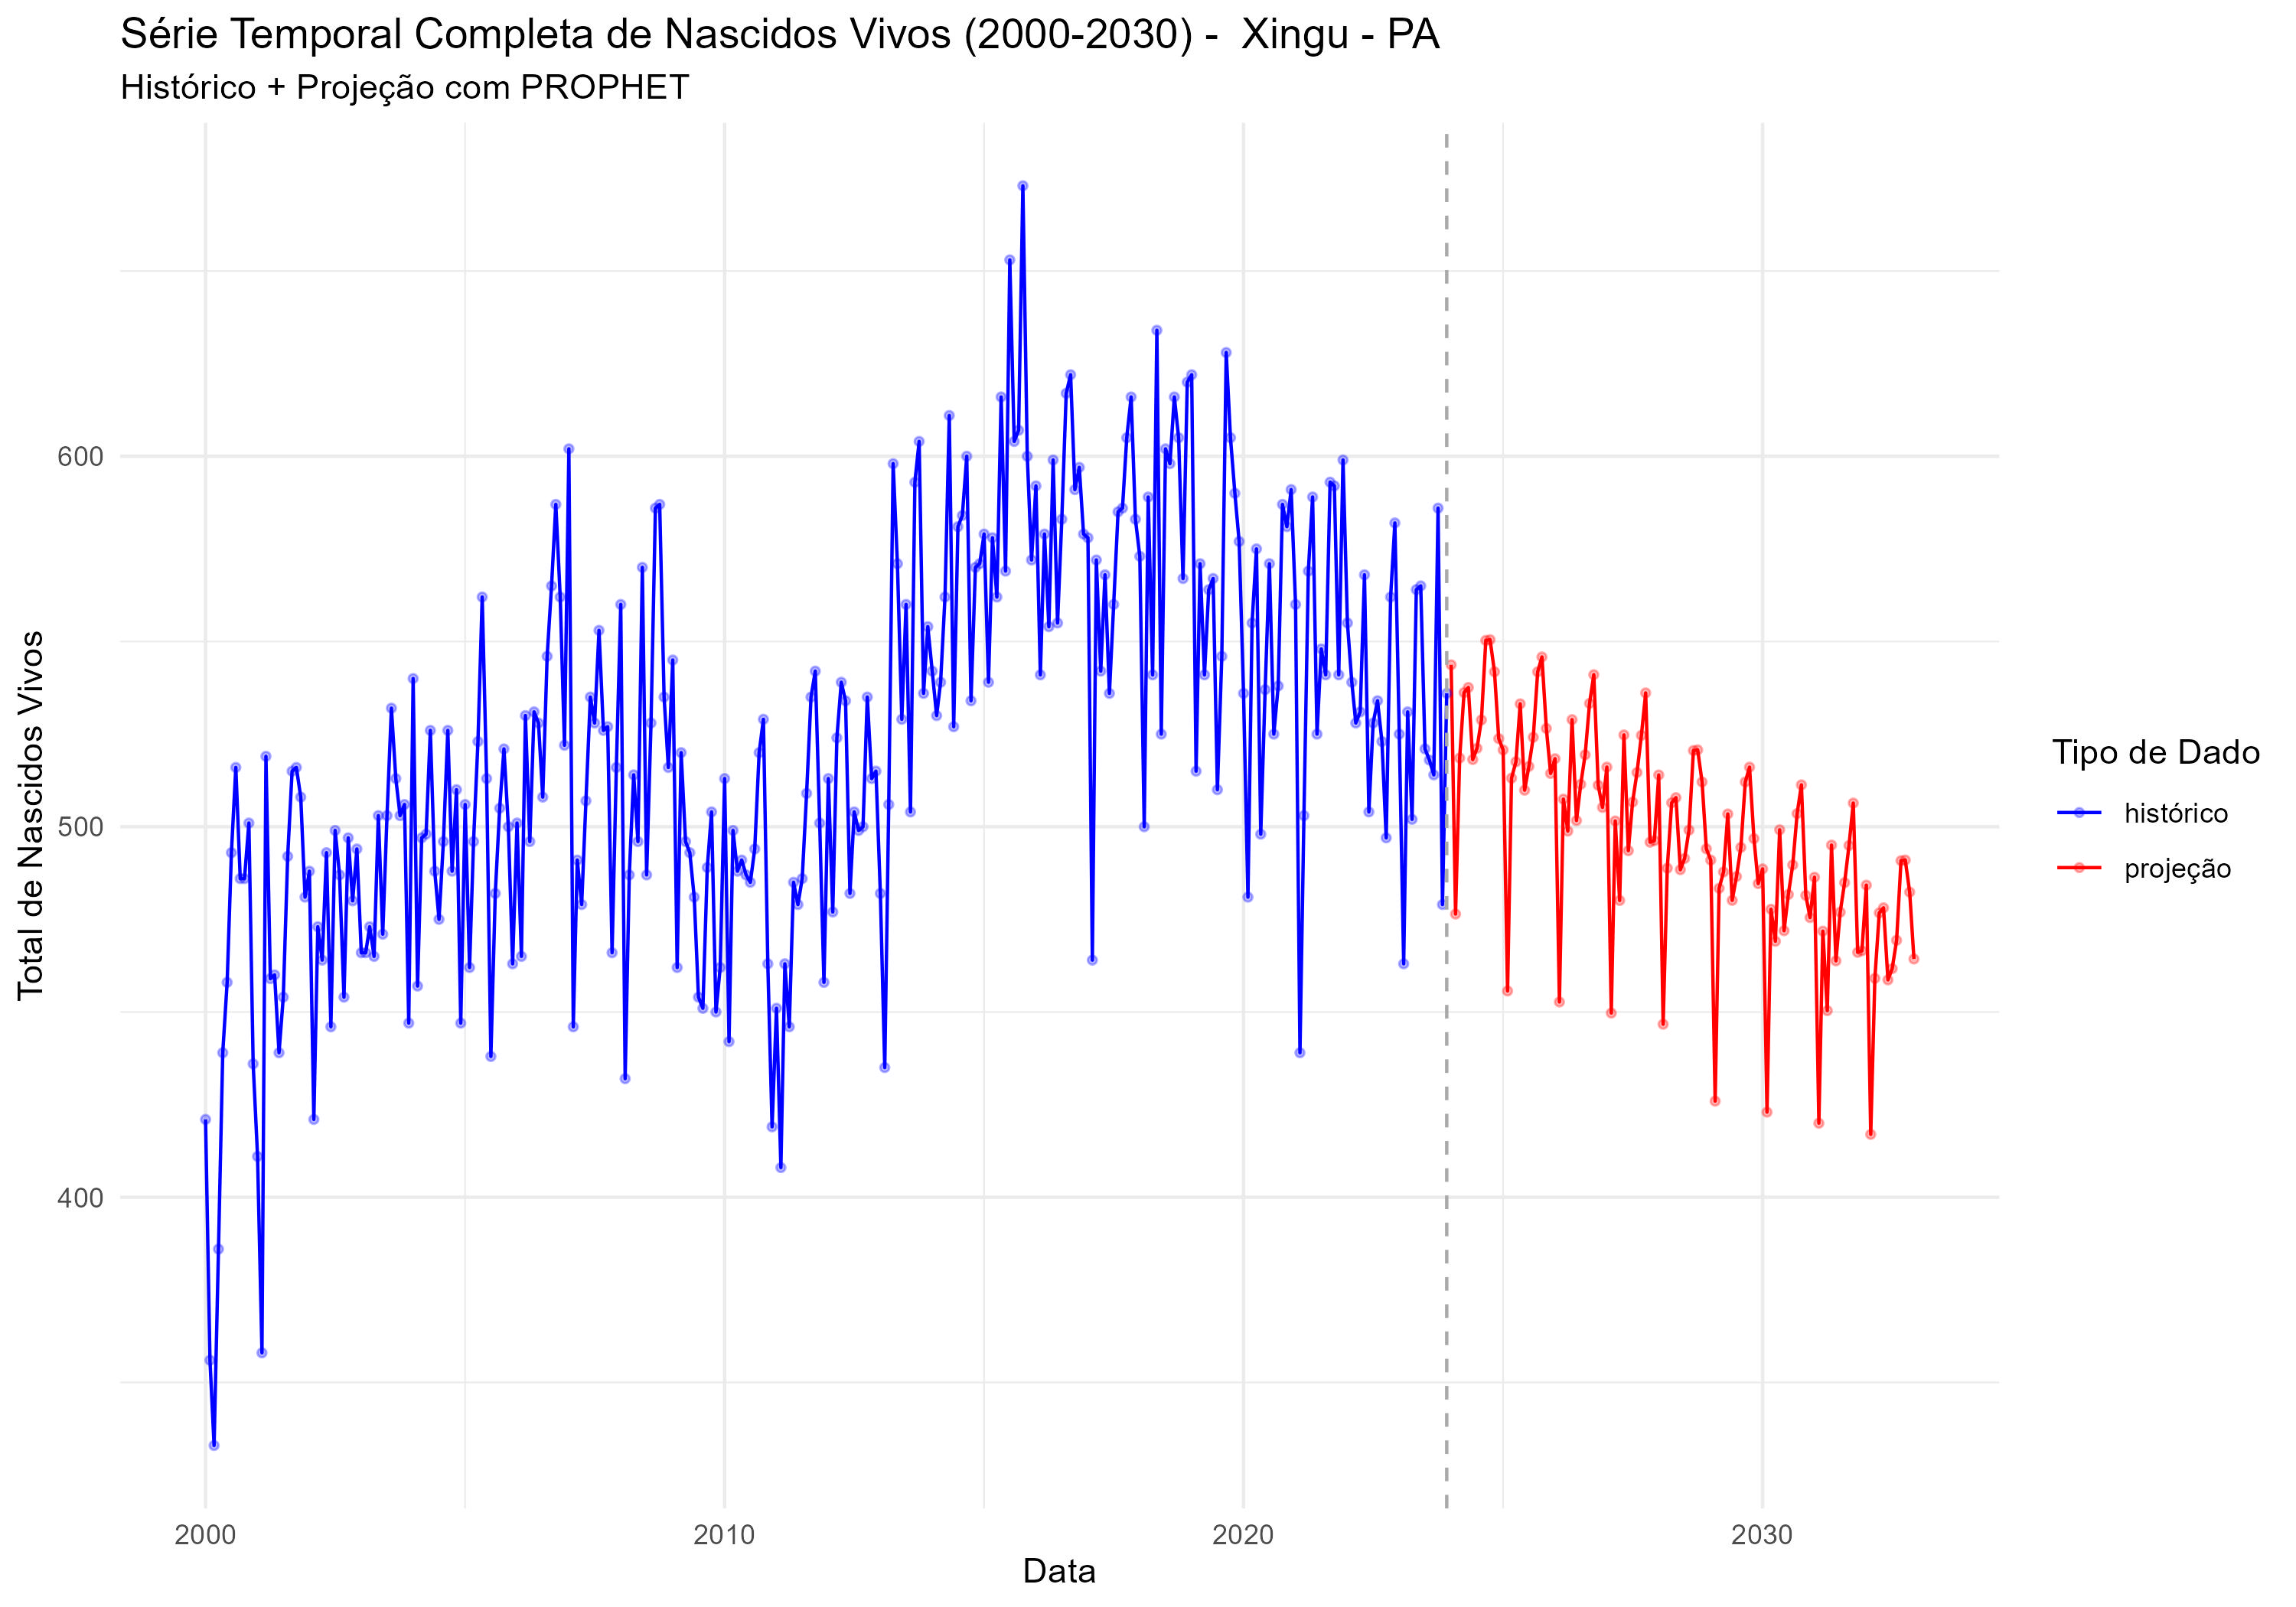 Série Temporal Completa de Nascidos Vivos (2000-2030) -  Xingu - PA
Histórico + Projeção com PROPHET
Total de Nascidos Vivos
600
500
400
2000
2010
2020
2030
Data
Tipo de Dado
histórico
projeção